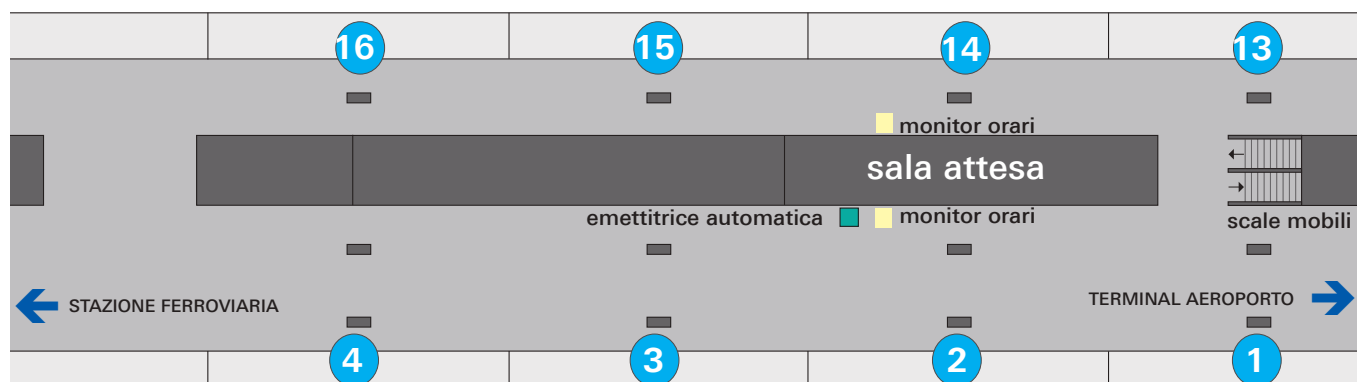 16 15 14 13
monitor orari
sala attesa
emettitrice automatica
monitor orari
scale mobili
STAZIONE FERROVIARIA
TERMINAL AEROPORTO
4 3 2 1